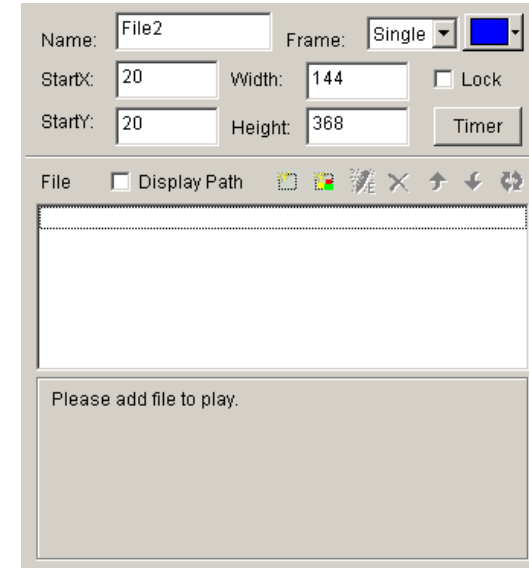 Name: File2 Frame: Single
StartX: 20 Width: 144 Lock
StartY: 20 Height: 368 Timer
File Display Path
Please add file to play.